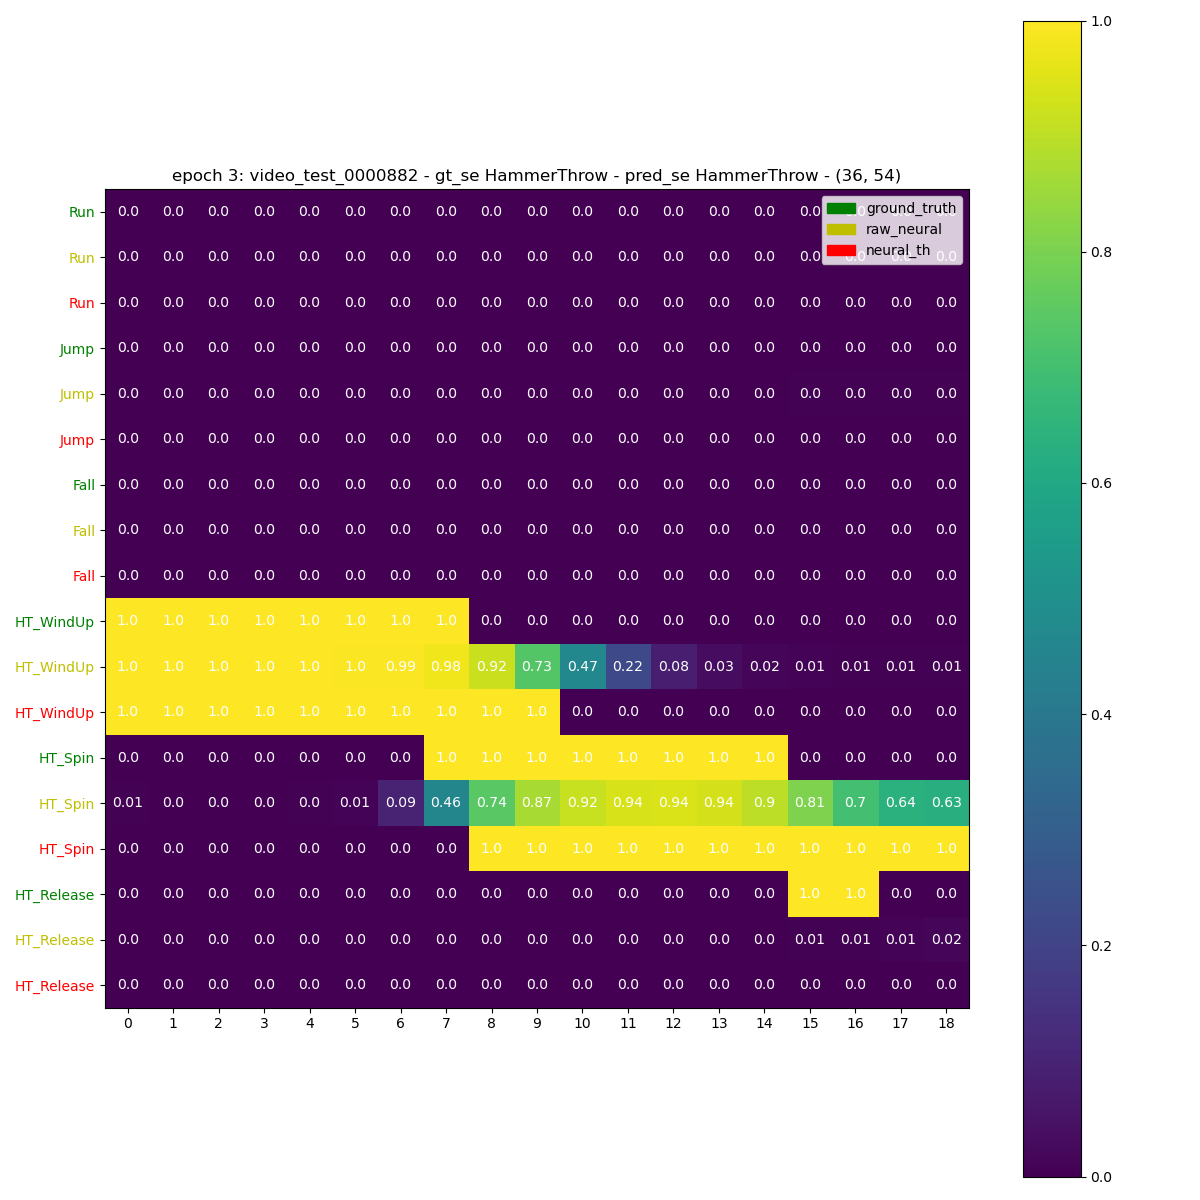 epoch 3: video_test_0000882 - gt_se HammerThrow - pred_se HammerThrow - (36, 54)
1.0
ground_truth
raw_neural
neural_th
Run 0.0 0.0 0.0 0.0 0.0 0.0 0.0 0.0 0.0 0.0 0.0 0.0 0.0 0.0 0.0 0.0 0.0 0.0 0.0
Run 0.0 0.0 0.0 0.0 0.0 0.0 0.0 0.0 0.0 0.0 0.0 0.0 0.0 0.0 0.0 0.0 0.0 0.0 0.0
0.8
Run 0.0 0.0 0.0 0.0 0.0 0.0 0.0 0.0 0.0 0.0 0.0 0.0 0.0 0.0 0.0 0.0 0.0 0.0 0.0
Jump 0.0 0.0 0.0 0.0 0.0 0.0 0.0 0.0 0.0 0.0 0.0 0.0 0.0 0.0 0.0 0.0 0.0 0.0 0.0
Jump 0.0 0.0 0.0 0.0 0.0 0.0 0.0 0.0 0.0 0.0 0.0 0.0 0.0 0.0 0.0 0.0 0.0 0.0 0.0
Jump 0.0 0.0 0.0 0.0 0.0 0.0 0.0 0.0 0.0 0.0 0.0 0.0 0.0 0.0 0.0 0.0 0.0 0.0 0.0
Fall 0.0 0.0 0.0 0.0 0.0 0.0 0.0 0.0 0.0 0.0 0.0 0.0 0.0 0.0 0.0 0.0 0.0 0.0 0.0
0.6
Fall 0.0 0.0 0.0 0.0 0.0 0.0 0.0 0.0 0.0 0.0 0.0 0.0 0.0 0.0 0.0 0.0 0.0 0.0 0.0
Fall 0.0 0.0 0.0 0.0 0.0 0.0 0.0 0.0 0.0 0.0 0.0 0.0 0.0 0.0 0.0 0.0 0.0 0.0 0.0
HT_WindUp 1.0 1.0 1.0 1.0 1.0 1.0 1.0 1.0 0.0 0.0 0.0 0.0 0.0 0.0 0.0 0.0 0.0 0.0 0.0
HT_WindUp 1.0 1.0 1.0 1.0 1.0 1.0 0.99 0.98 0.92 0.73 0.47 0.22 0.08 0.03 0.02 0.01 0.01 0.01 0.01
HT_WindUp 1.0 1.0 1.0 1.0 1.0 1.0 1.0 1.0 1.0 1.0 0.0 0.0 0.0 0.0 0.0 0.0 0.0 0.0 0.0
0.4
HT_Spin 0.0 0.0 0.0 0.0 0.0 0.0 0.0 1.0 1.0 1.0 1.0 1.0 1.0 1.0 1.0 0.0 0.0 0.0 0.0
HT_Spin 0.01 0.0 0.0 0.0 0.0 0.01 0.09 0.46 0.74 0.87 0.92 0.94 0.94 0.94 0.9 0.81 0.7 0.64 0.63
HT_Spin 0.0 0.0 0.0 0.0 0.0 0.0 0.0 0.0 1.0 1.0 1.0 1.0 1.0 1.0 1.0 1.0 1.0 1.0 1.0
HT_Release 0.0 0.0 0.0 0.0 0.0 0.0 0.0 0.0 0.0 0.0 0.0 0.0 0.0 0.0 0.0 1.0 1.0 0.0 0.0
HT_Release 0.0 0.0 0.0 0.0 0.0 0.0 0.0 0.0 0.0 0.0 0.0 0.0 0.0 0.0 0.0 0.01 0.01 0.01 0.02
0.2
HT_Release 0.0 0.0 0.0 0.0 0.0 0.0 0.0 0.0 0.0 0.0 0.0 0.0 0.0 0.0 0.0 0.0 0.0 0.0 0.0
0 1 2 3 4 5 6 7 8 9 10 11 12 13 14 15 16 17 18
0.0